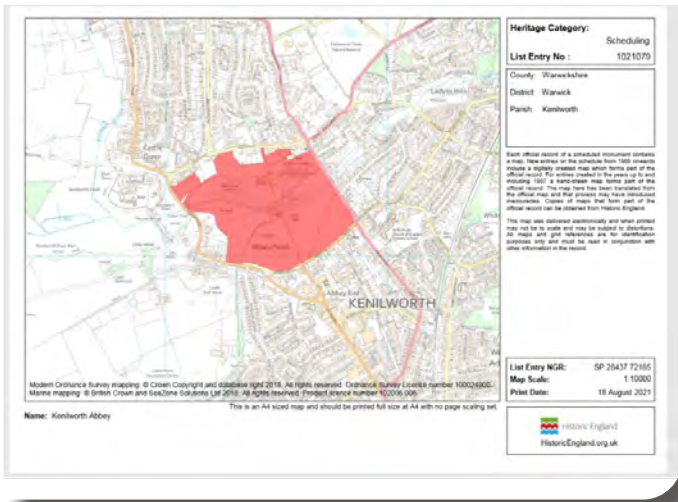 Heritage Category:
Scheduling
List Entry No : 1021079
County: Warwickshire
District: Warwick
Parish: Kenilworth
Each official record of a scheduled monument contains
a map. New entries on the schedule from 1988 onwards
include a digitally created map which forms part of the
official record. For entries created in the years up to and
including 1987 a hand-drawn map forms part of the
official record. The map here has been translated from
the official map and that process may have introduced
inaccuracies. Copies of maps that form part of the
official record can be obtained from Historic England.
This map was delivered electronically and when printed
may not be to scale and may be subject to distortions.
All maps and grid references are for identification
purposes only and must be read in conjunction with
other information in the record.
Castle
Green
Abbey Fields
Abbey End
KENILWORTH
Modern Ordnance Survey mapping: © Crown Copyright and database right 2018. All rights reserved. Ordnance Survey Licence number 100024900.
Marine mapping: © British Crown and SeaZone Solutions Ltd 2018. All rights reserved. Product licence number 102006.006.
List Entry NGR: SP 28437 72185
Map Scale: 1:10000
Print Date: 18 August 2021
Name: Kenilworth Abbey
This is an A4 sized map and should be printed full size at A4 with no page scaling set.
Historic England
HistoricEngland.org.uk